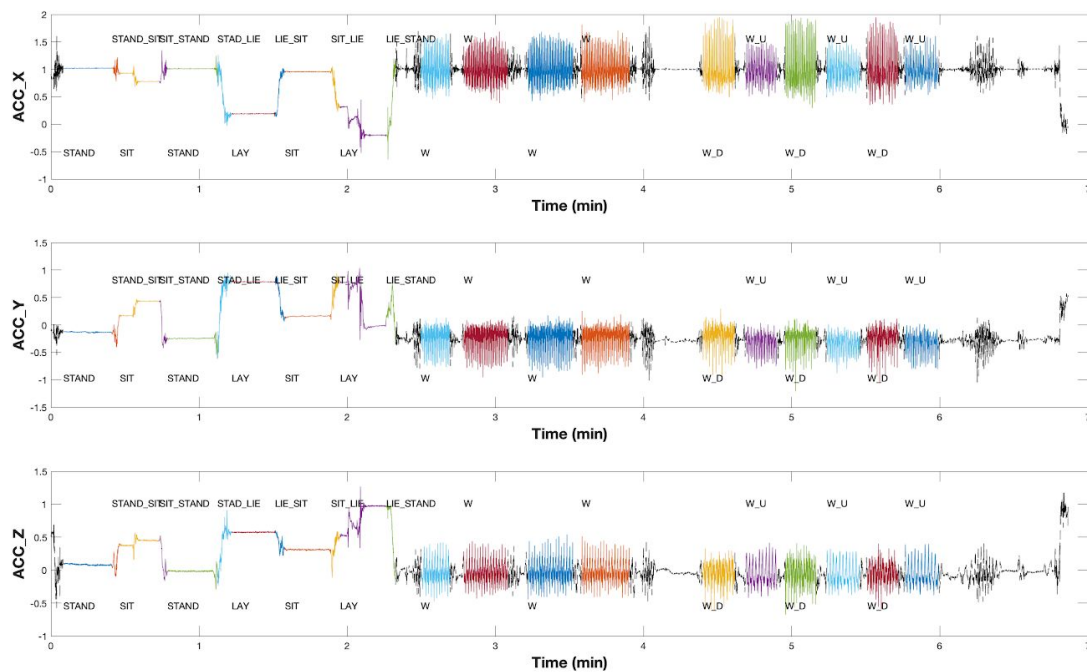 ACC_X
2
1.5
1
0.5
0
-0.5
-1
STAND_SIT SIT_STAND STAD_LIE LIE_SIT SIT_LIE LIE_STAND W W W_U W_U W_U
STAND SIT STAND LAY SIT LAY W W W_D W_D W_D
0 1 2 3 4 5 6 7
Time (min)
ACC_Y
1.5
1
0.5
0
-0.5
-1
-1.5
STAND_SIT SIT_STAND STAD_LIE LIE_SIT SIT_LIE LIE_STAND W W W_U W_U W_U
STAND SIT STAND LAY SIT LAY W W W_D W_D W_D
0 1 2 3 4 5 6 7
Time (min)
ACC_Z
1.5
1
0.5
0
-0.5
-1
STAND_SIT SIT_STAND STAD_LIE LIE_SIT SIT_LIE LIE_STAND W W W_U W_U W_U
STAND SIT STAND LAY SIT LAY W W W_D W_D W_D
0 1 2 3 4 5 6 7
Time (min)